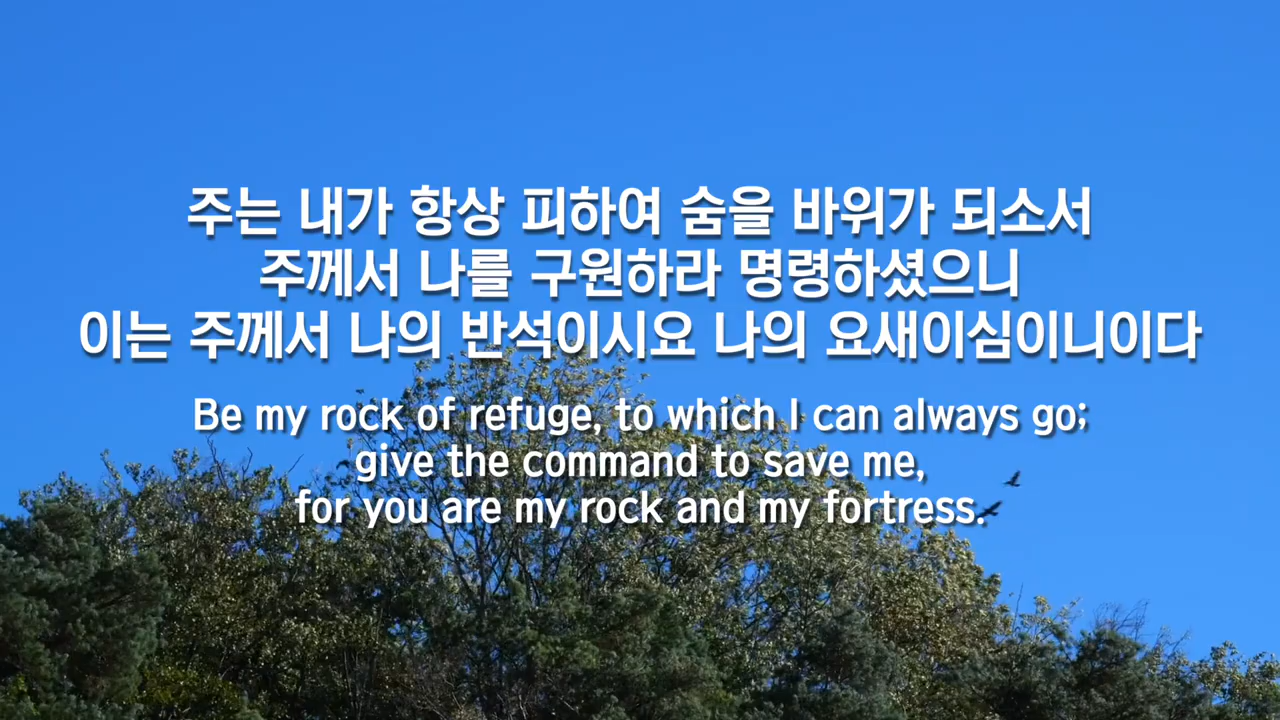 주는 내가 항상 피하여 숨을 바위가 되소서
주께서 나를 구원하라 명령하셨으니
이는 주께서 나의 반석이시요 나의 요새이심이니이다
Be my rock of refuge, to which I can always go;
give the command to save me,
for you are my rock and my fortress.